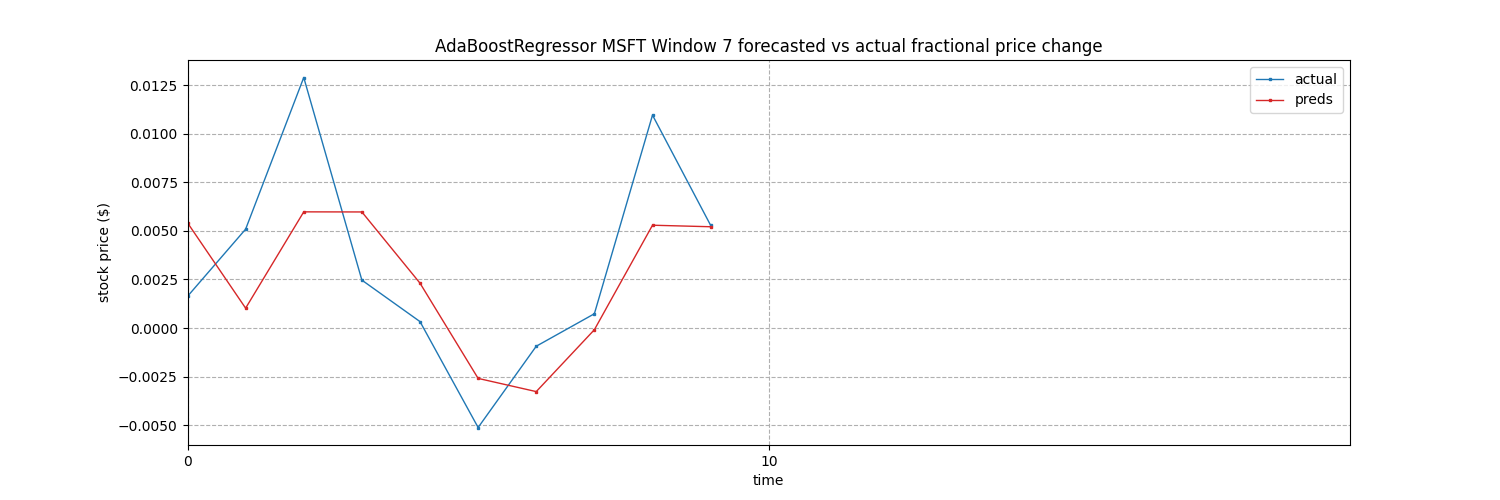 AdaBoostRegressor MSFT Window 7 forecasted vs actual fractional price change
actual
preds
0.0125
0.0100
0.0075
0.0050
0.0025
0.0000
−0.0025
−0.0050
stock price ($)
0
10
time